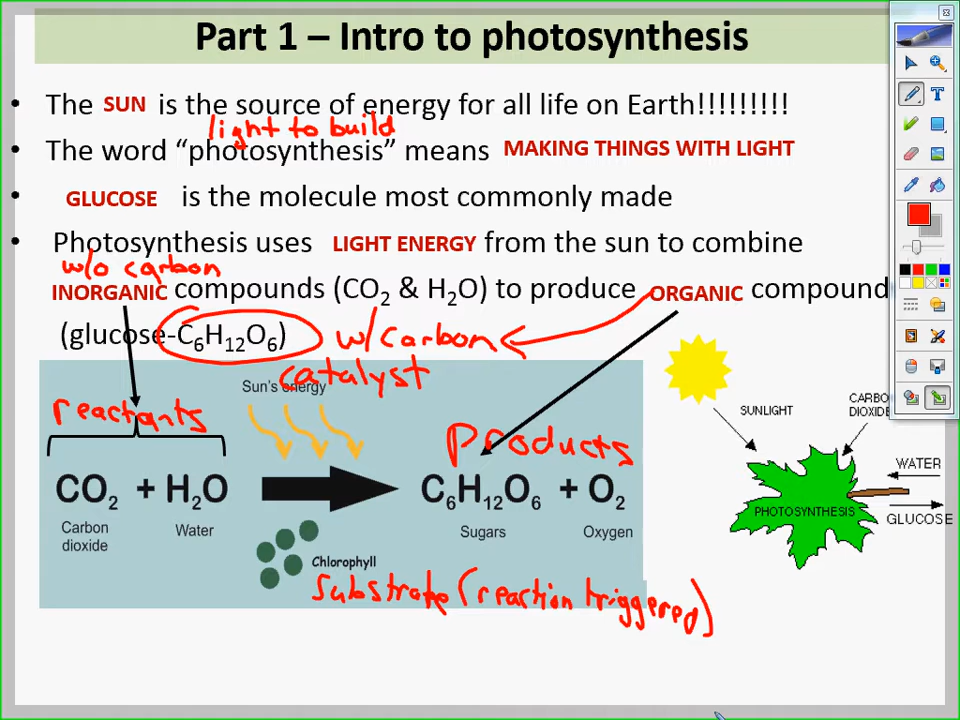 Part 1 – Intro to photosynthesis
• The SUN is the source of energy for all life on Earth!!!!!!!!!
light to build
• The word “photosynthesis” means MAKING THINGS WITH LIGHT
• GLUCOSE is the molecule most commonly made
• Photosynthesis uses LIGHT ENERGY from the sun to combine
w/o carbon
INORGANIC compounds (CO₂ & H₂O) to produce ORGANIC compound
(glucose-C₆H₁₂O₆) w/carbon
catalyst
Sun's energy
reactants
products
CO₂ + H₂O C₆H₁₂O₆ + O₂
Carbon dioxide Water Sugars Oxygen
Chlorophyll
substrate (reaction triggered)
SUNLIGHT
CARBO
DIOXIDE
WATER
PHOTOSYNTHESIS
GLUCOSE
T